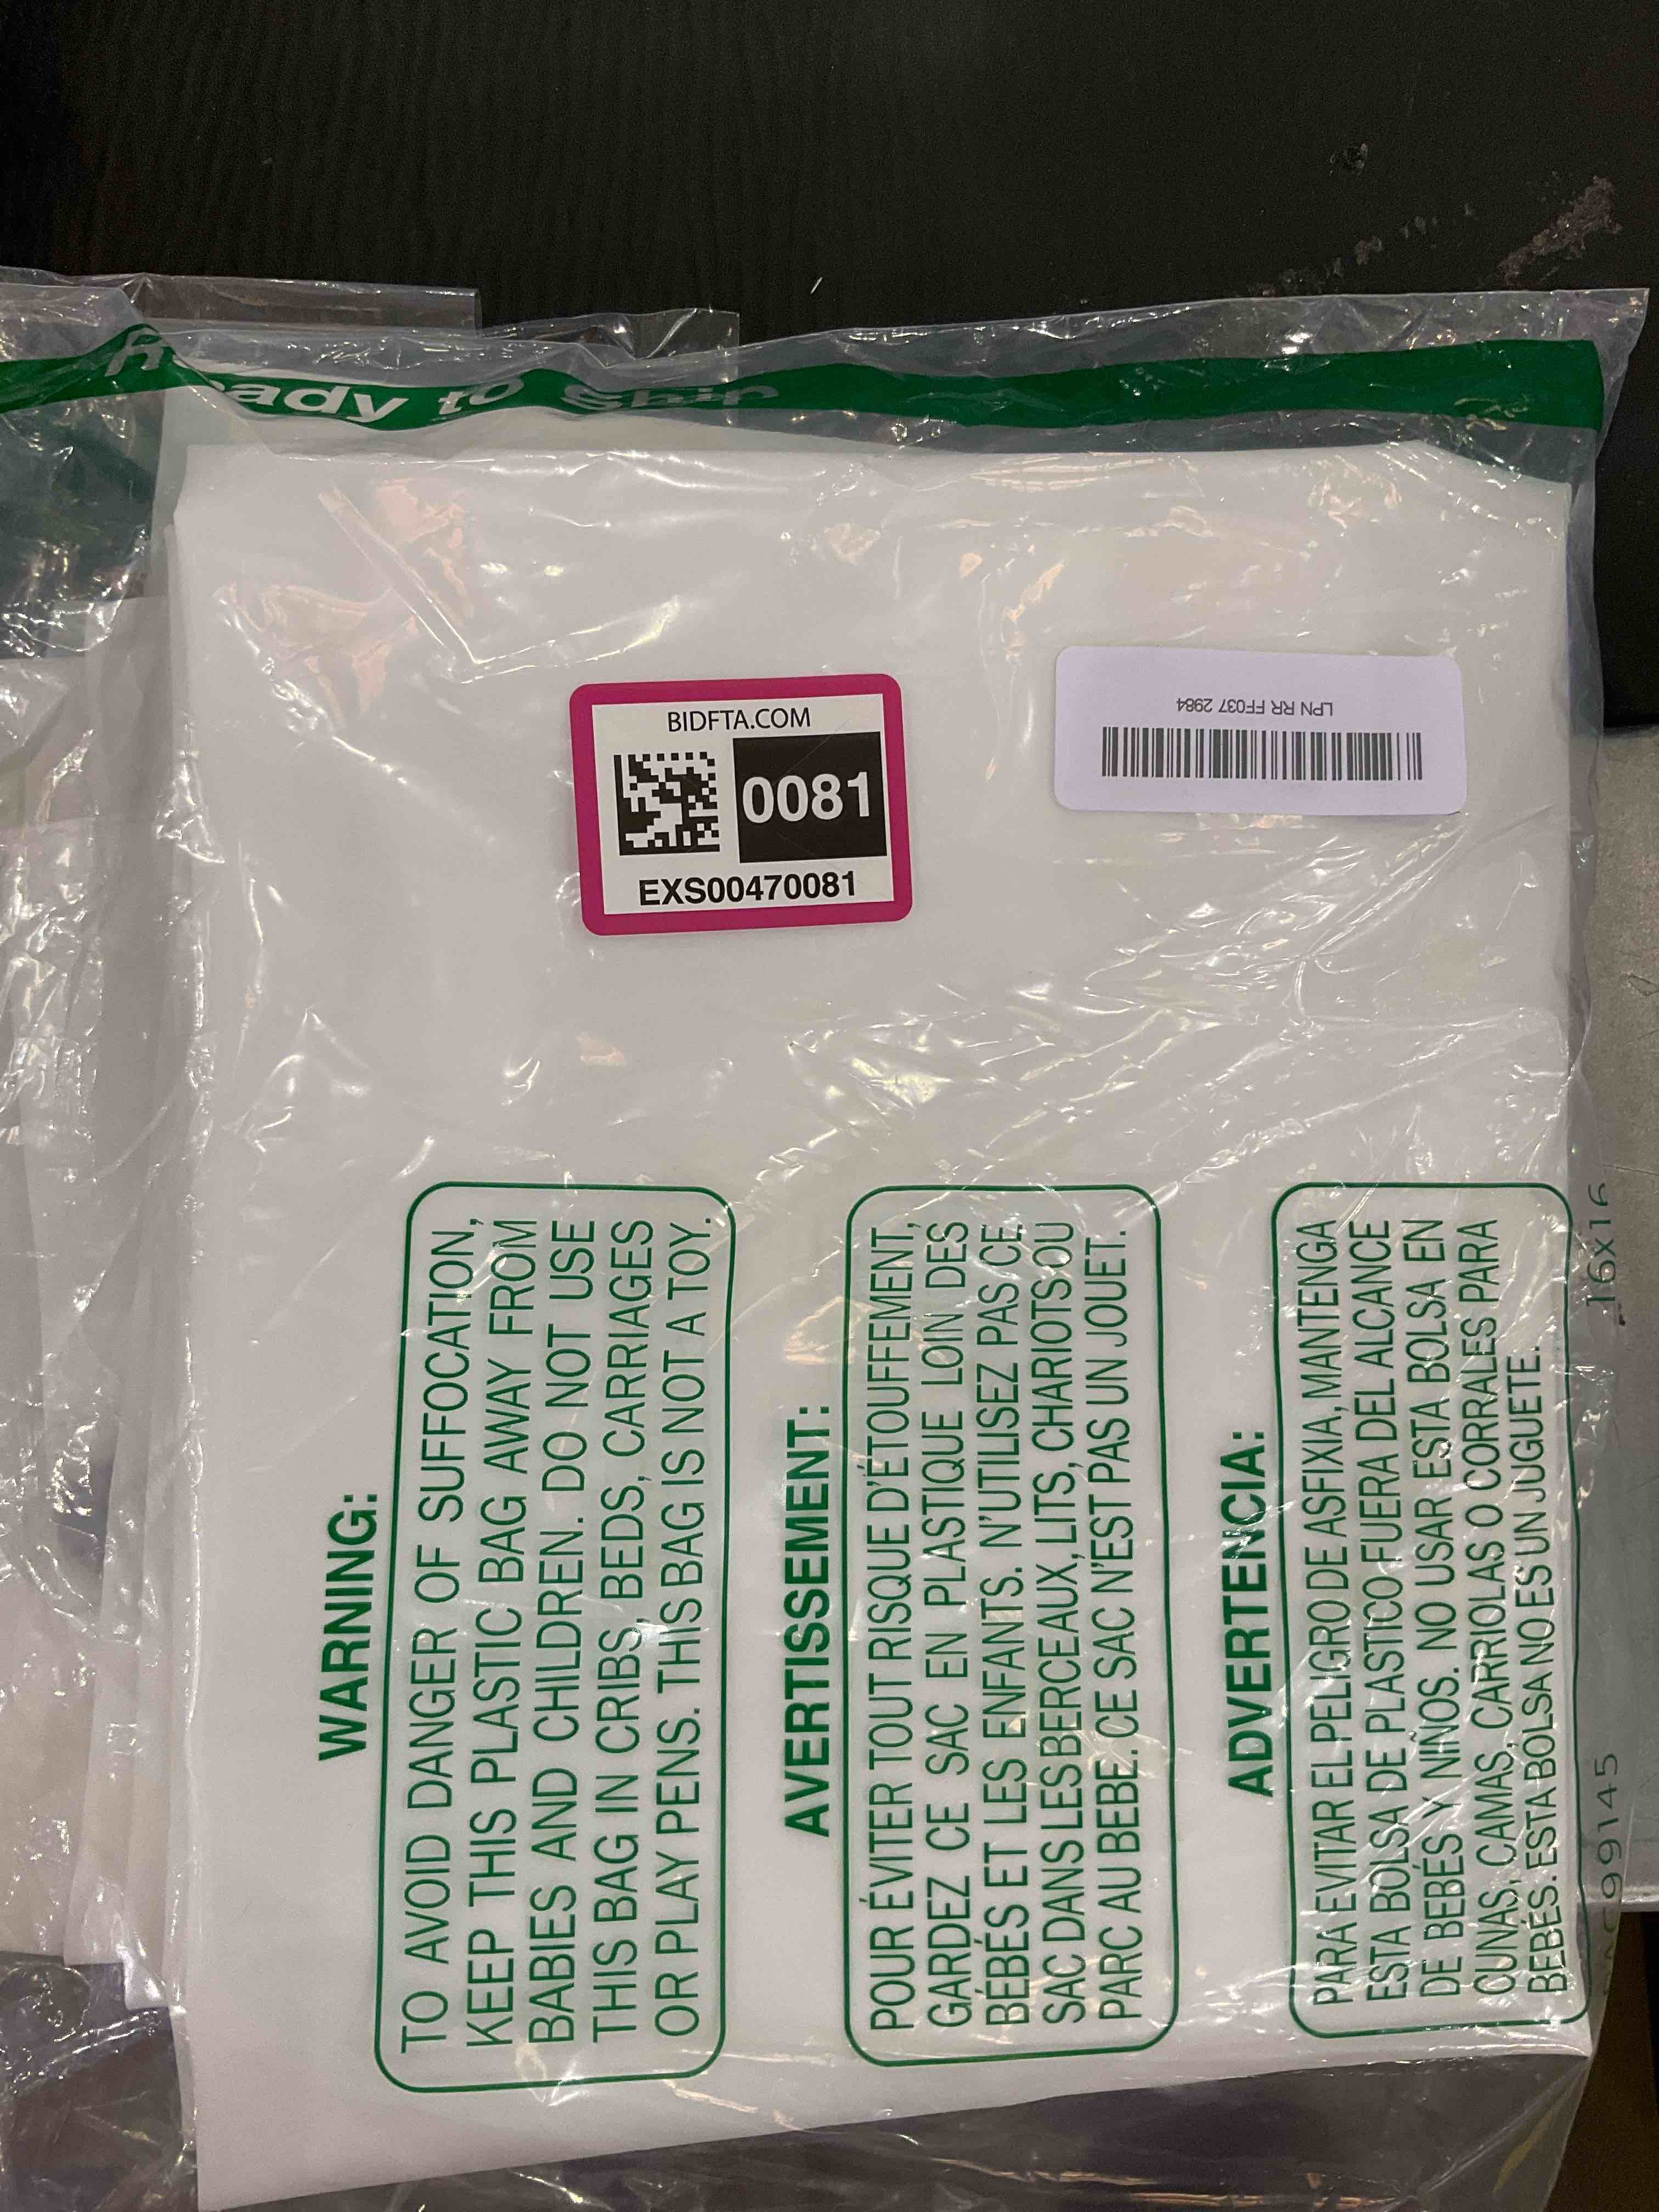 Ready to Ship
BIDFTA.COM
0081
EXS00470081
LPN RR FF037 2984
WARNING:
TO AVOID DANGER OF SUFFOCATION,
KEEP THIS PLASTIC BAG AWAY FROM
BABIES AND CHILDREN. DO NOT USE
THIS BAG IN CRIBS, BEDS, CARRIAGES
OR PLAY PENS. THIS BAG IS NOT A TOY.
AVERTISSEMENT:
POUR ÉVITER TOUT RISQUE D'ÉTOUFFEMENT,
GARDEZ CE SAC EN PLASTIQUE LOIN DES
BÉBÉS ET LES ENFANTS. N'UTILISEZ PAS CE
SAC DANS LES BERCEAUX, LITS, CHARIOTS OU
PARC AU BEBE. CE SAC N'EST PAS UN JOUET.
ADVERTENCIA:
PARA EVITAR EL PELIGRO DE ASFIXIA, MANTENGA
ESTA BOLSA DE PLASTICO FUERA DEL ALCANCE
DE BEBÉS Y NIÑOS. NO USAR ESTA BOLSA EN
CUNAS, CAMAS, CARRIOLAS O CORRALES PARA
BEBÉS. ESTA BOLSA NO ES UN JUGUETE.
16x16